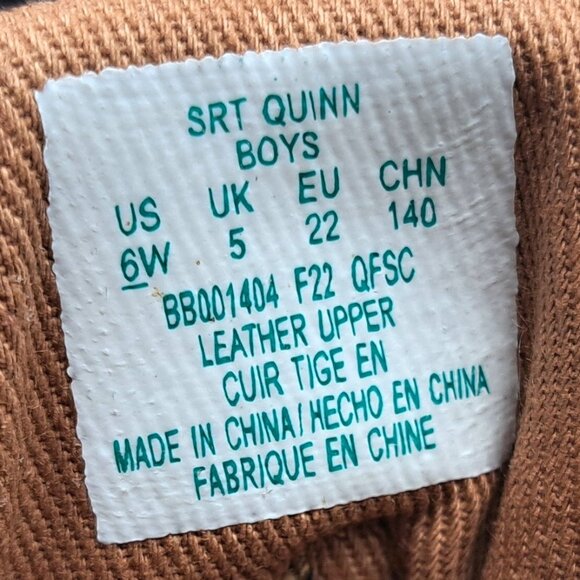 SRT QUINN
BOYS
US UK EU CHN
6W 5 22 140
BBQ01404 F22 QFSC
LEATHER UPPER
CUIR TIGE EN
MADE IN CHINA/HECHO EN CHINA
FABRIQUE EN CHINE